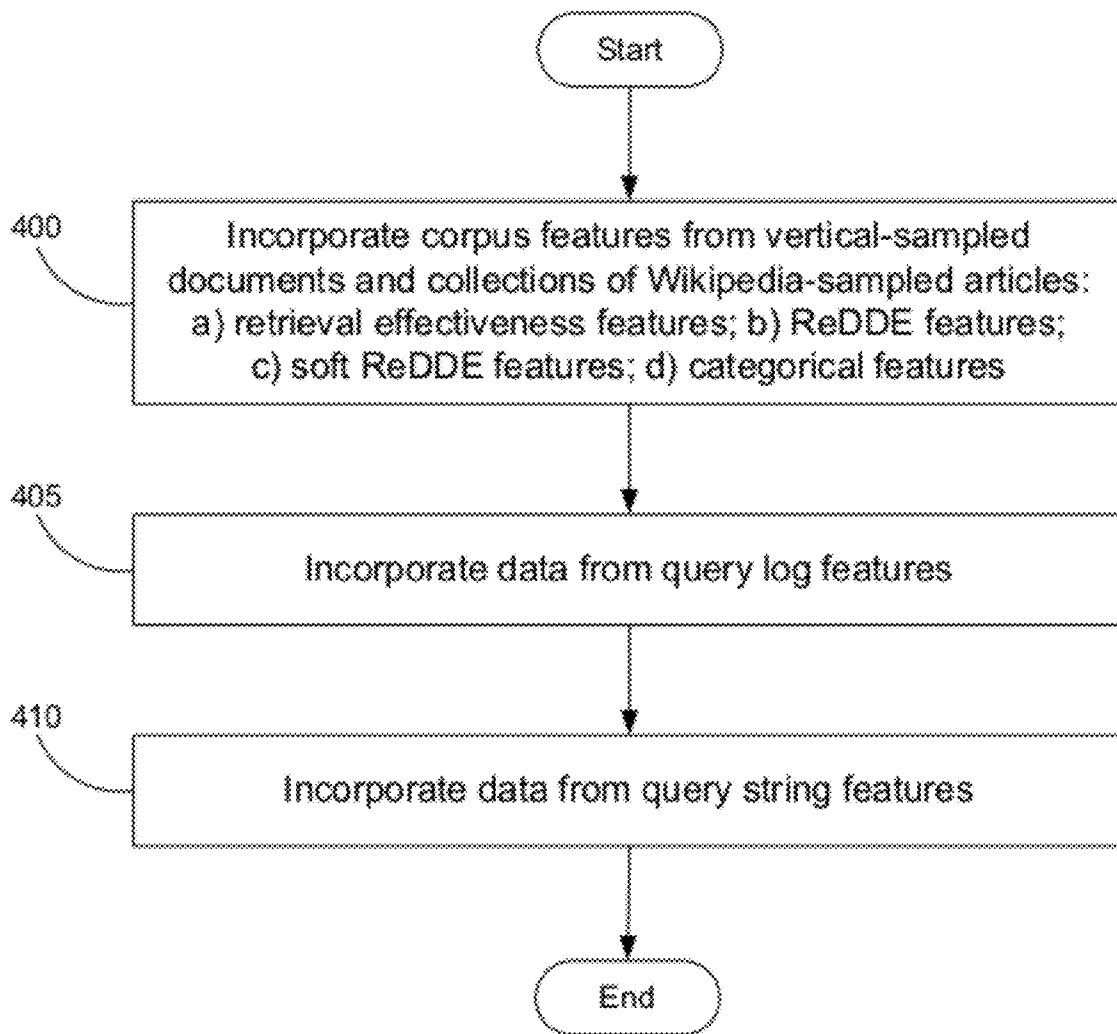 Start
400
Incorporate corpus features from vertical-sampled
documents and collections of Wikipedia-sampled articles:
a) retrieval effectiveness features; b) ReDDE features;
c) soft ReDDE features; d) categorical features
405
Incorporate data from query log features
410
Incorporate data from query string features
End